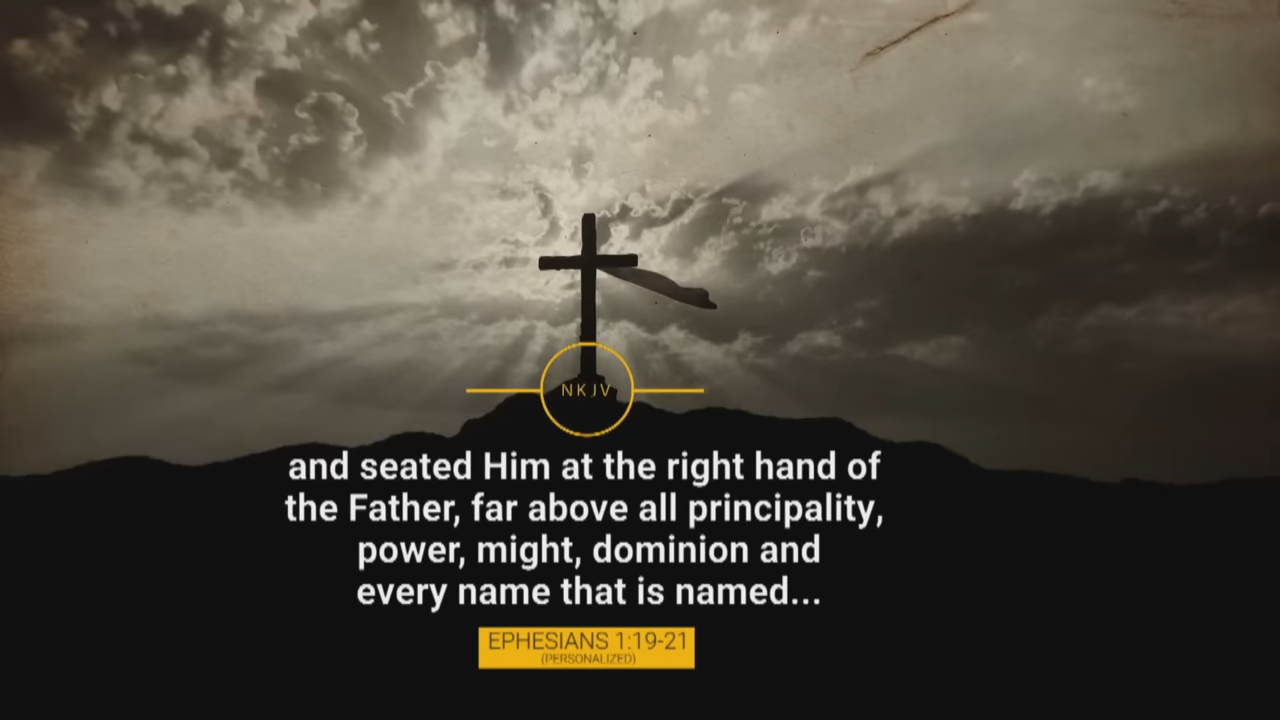 NKJV
and seated Him at the right hand of
the Father, far above all principality,
power, might, dominion and
every name that is named...
EPHESIANS 1:19-21
(PERSONALIZED)